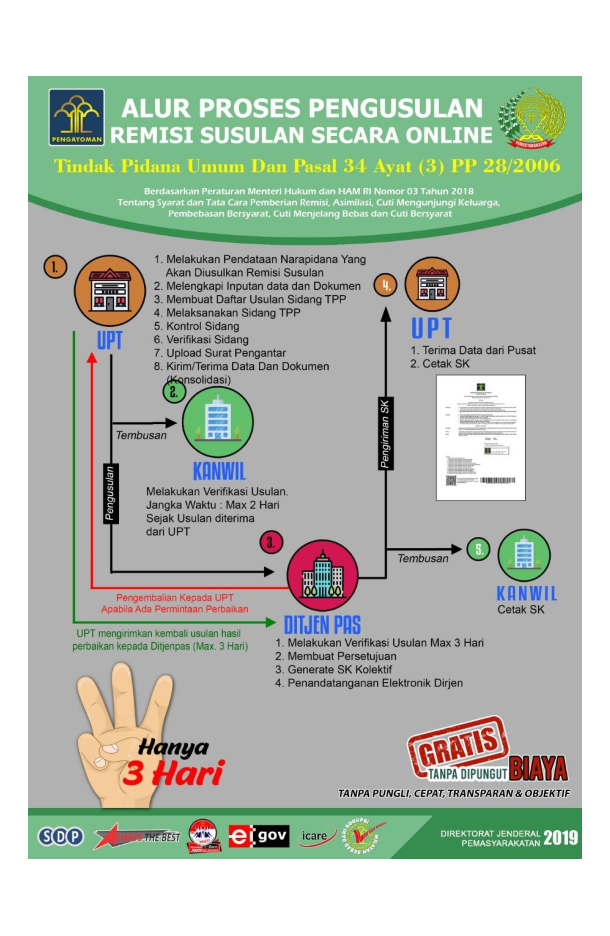 PENGAYOMAN
ALUR PROSES PENGUSULAN
REMISI SUSULAN SECARA ONLINE
PEMASYARAKATAN
Tindak Pidana Umum Dan Pasal 34 Ayat (3) PP 28/2006
Berdasarkan Peraturan Menteri Hukum dan HAM RI Nomor 03 Tahun 2018
Tentang Syarat dan Tata Cara Pemberian Remisi, Asimilasi, Cuti Mengunjungi Keluarga,
Pembebasan Bersyarat, Cuti Menjelang Bebas dan Cuti Bersyarat
1.
UPT
1. Melakukan Pendataan Narapidana Yang
Akan Diusulkan Remisi Susulan
2. Melengkapi Inputan data dan Dokumen
3. Membuat Daftar Usulan Sidang TPP
4. Melaksanakan Sidang TPP
5. Kontrol Sidang
6. Verifikasi Sidang
7. Upload Surat Pengantar
8. Kirim/Terima Data Dan Dokumen
(Konsolidasi)
4.
UPT
1. Terima Data dari Pusat
2. Cetak SK
2.
Tembusan
KANWIL
Melakukan Verifikasi Usulan.
Jangka Waktu : Max 2 Hari
Sejak Usulan diterima
dari UPT
Pengusulan
Pengiriman SK
3.
Tembusan
5.
KANWIL
Cetak SK
Pengembalian Kepada UPT
Apabila Ada Permintaan Perbaikan
DITJEN PAS
UPT mengirimkan kembali usulan hasil
perbaikan kepada Ditjenpas (Max. 3 Hari)
1. Melakukan Verifikasi Usulan Max 3 Hari
2. Membuat Persetujuan
3. Generate SK Kolektif
4. Penandatanganan Elektronik Dirjen
Hanya
3 Hari
GRATIS
TANPA DIPUNGUT BIAYA
TANPA PUNGLI, CEPAT, TRANSPARAN & OBJEKTIF
SDP
THE BEST
e-gov
icare
DIREKTORAT JENDERAL
PEMASYARAKATAN
2019